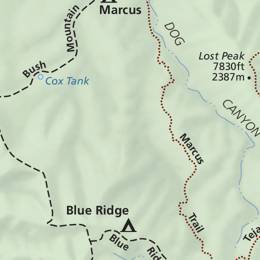 Marcus
Mountain
Bush
Cox Tank
DOG
CANYON
Lost Peak
7830ft
2387m
Marcus
Trail
Blue Ridge
Blue